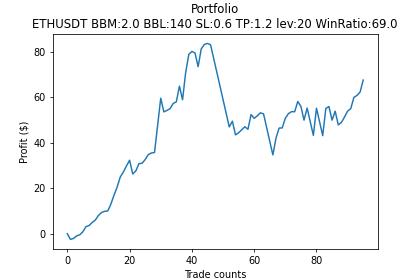 Portfolio
ETHUSDT BBM:2.0 BBL:140 SL:0.6 TP:1.2 lev:20 WinRatio:69.0
Profit ($)
80
60
40
20
0
0 20 40 60 80
Trade counts